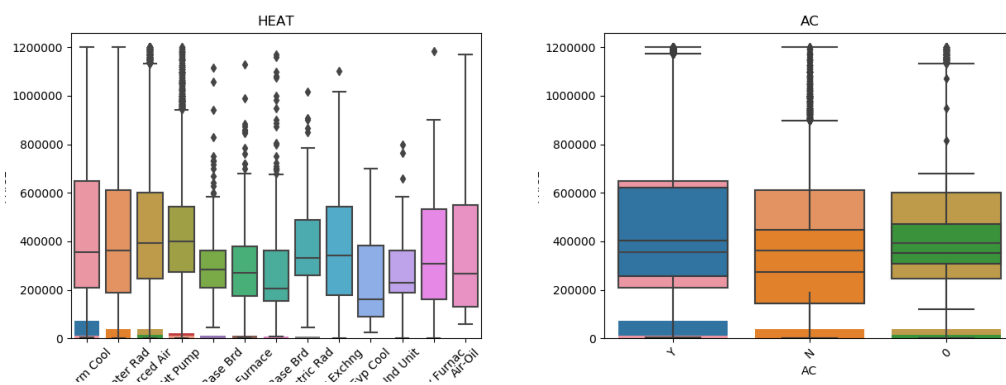 HEAT
AC
1200000
1000000
800000
600000
400000
200000
0
rm Cool
ter Rad
rced Air
Ht Pump
Base Brd
Furnace
Base Brd
tric Rad
Exchng
Evp Cool
Ind Unit
Furnac
Air-Oil
1200000
1000000
800000
600000
400000
200000
0
Y
N
0
AC